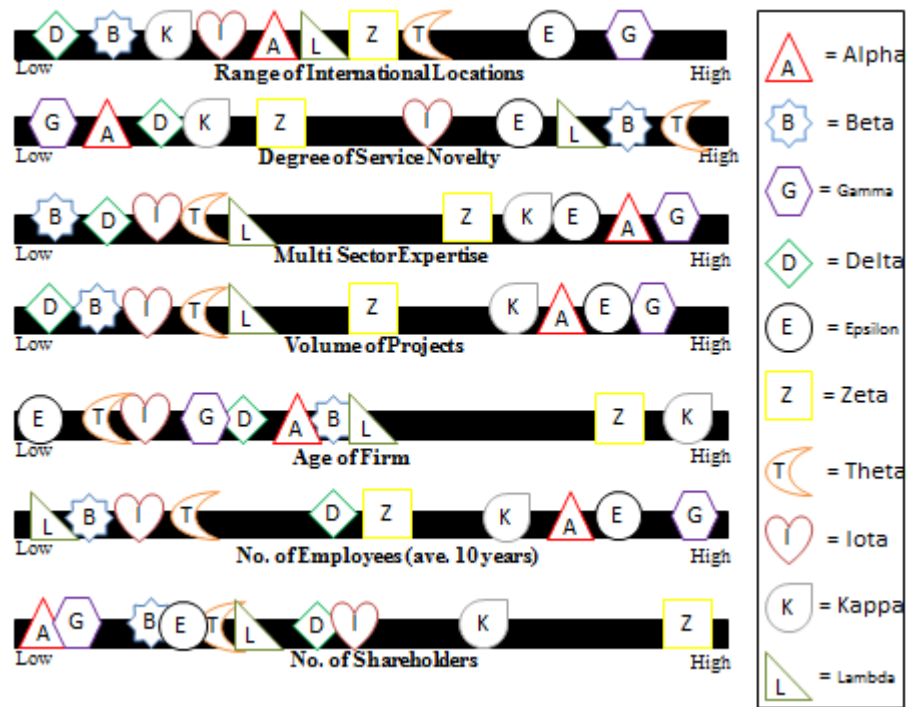 D B K I A L Z T E G
Low Range of International Locations High
G A D K Z I E L B T
Low Degree of Service Novelty High
B D I T L Z K E A G
Low Multi Sector Expertise High
D B I T L Z K A E G
Low Volume of Projects High
E T I G D A B L Z K
Low Age of Firm High
L B I T D Z K A E G
Low No. of Employees (ave. 10 years) High
A G B E T L D I K Z
Low No. of Shareholders High
A = Alpha
B = Beta
G = Gamma
D = Delta
E = Epsilon
Z = Zeta
T = Theta
I = Iota
K = Kappa
L = Lambda